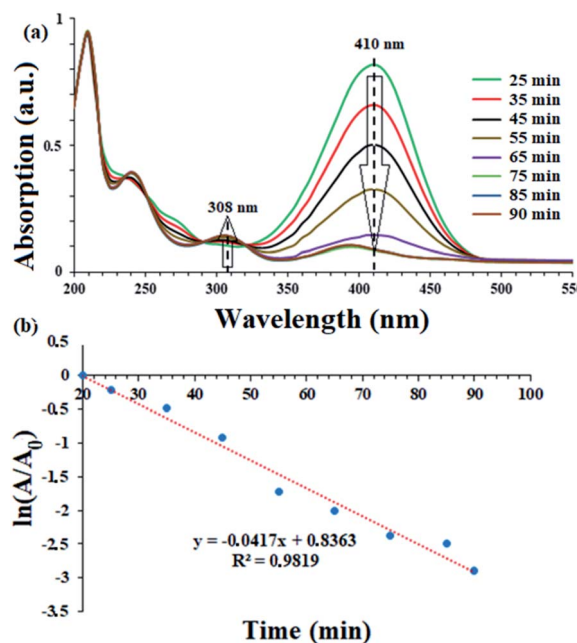 (a)
1
410 nm
25 min
35 min
45 min
55 min
65 min
75 min
85 min
90 min
0.5
308 nm
0
Absorption (a.u.)
200 250 300 350 400 450 500 550
Wavelength (nm)
(b)
0.5
0
20 30 40 50 60 70 80 90 100
-0.5
-1
-1.5
-2
-2.5
-3
-3.5
ln(A/A0)
y = -0.0417x + 0.8363
R² = 0.9819
Time (min)